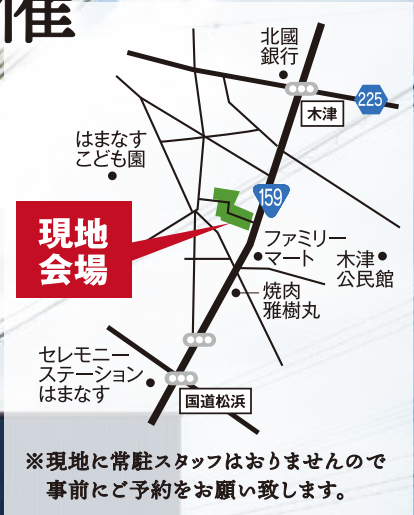 催
北國
銀行
225
木津
はまなす
こども園
159
現地
会場
ファミリー
マート
木津
公民館
焼肉
雅樹丸
セレモニー
ステーション
はまなす
国道松浜
※現地に常駐スタッフはおりませんので
事前にご予約をお願い致します。